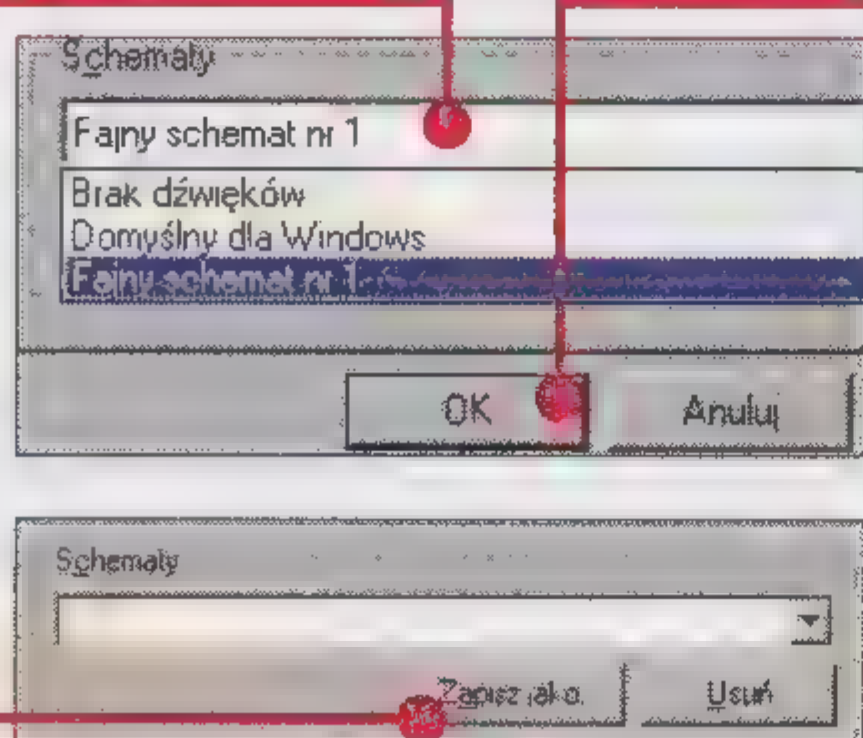 Schematy
Fajny schemat nr 1
Brak dźwięków
Domyślny dla Windows
Fajny schemat nr 1
OK Anuluj
Schematy
Zapisz jako. Usuń